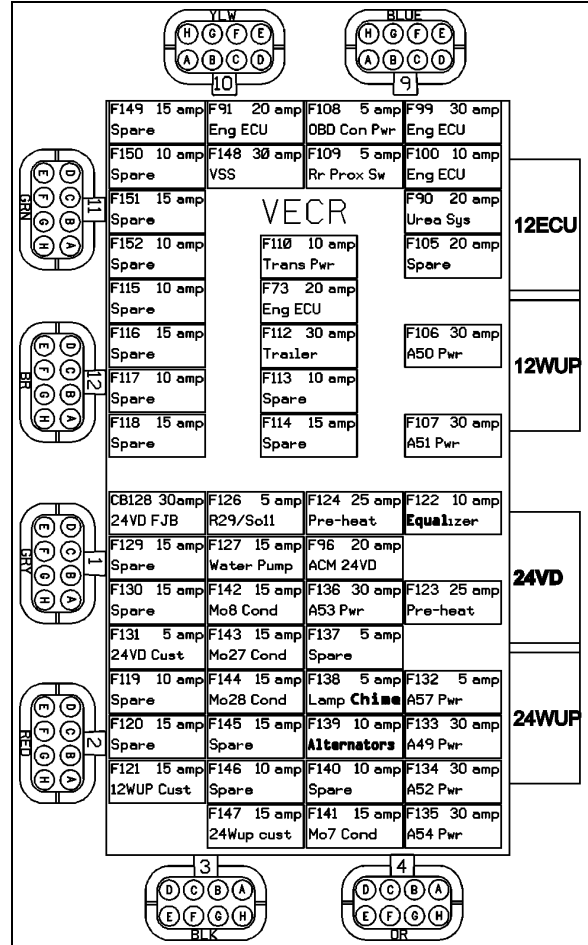 YLW
H G F E
A B C D
10
BLUE
H G F E
A B C D
9
F149 15 amp
Spare
F91 20 amp
Eng ECU
F108 5 amp
OBD Con Pwr
F99 30 amp
Eng ECU
F150 10 amp
Spare
F148 30 amp
VSS
F109 5 amp
Rr Prox Sw
F100 10 amp
Eng ECU
F151 15 amp
Spare
VECR
F90 20 amp
Urea Sys
F152 10 amp
Spare
F110 10 amp
Trans Pwr
F105 20 amp
Spare
F115 10 amp
Spare
F73 20 amp
Eng ECU
F116 15 amp
Spare
F112 30 amp
Trailer
F106 30 amp
A50 Pwr
F117 10 amp
Spare
F113 10 amp
Spare
F118 15 amp
Spare
F114 15 amp
Spare
F107 30 amp
A51 Pwr
12ECU
12WUP
GRN
E D
F C
G B
H A
11
BR
E D
F C
G B
H A
12
CB128 30amp
24VD FJB
F126 5 amp
R29/Sol1
F124 25 amp
Pre-heat
F122 10 amp
Equalizer
F129 15 amp
Spare
F127 15 amp
Water Pump
F96 20 amp
ACM 24VD
F130 15 amp
Spare
F142 15 amp
Mo8 Cond
F136 30 amp
A53 Pwr
F123 25 amp
Pre-heat
F131 5 amp
24VD Cust
F143 15 amp
Mo27 Cond
F137 5 amp
Spare
F119 10 amp
Spare
F144 15 amp
Mo28 Cond
F138 5 amp
Lamp Chime
F132 5 amp
A57 Pwr
F120 15 amp
Spare
F145 15 amp
Spare
F139 10 amp
Alternators
F133 30 amp
A49 Pwr
F121 15 amp
12WUP Cust
F146 10 amp
Spare
F140 10 amp
Spare
F134 30 amp
A52 Pwr
F147 15 amp
24Wup cust
F141 15 amp
Mo7 Cond
F135 30 amp
A54 Pwr
24VD
24WUP
GRY
E D
F C
G B
H A
1
RED
E D
F C
G B
H A
2
3
D C B A
E F G H
BLK
4
D C B A
E F G H
OR